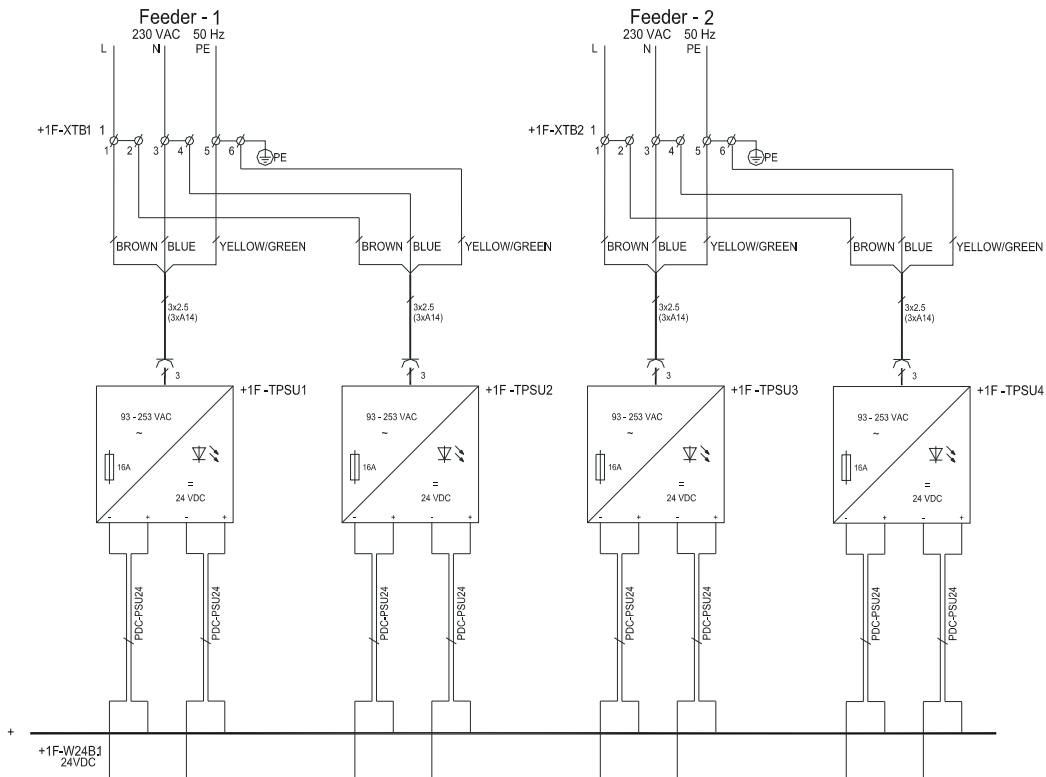 Feeder - 1
230 VAC 50 Hz
L N PE
Feeder - 2
230 VAC 50 Hz
L N PE
+1F-XTB1 1
1 2 3 4 5 6
PE
+1F-XTB2 1
1 2 3 4 5 6
PE
BROWN BLUE YELLOW/GREEN BROWN BLUE YELLOW/GREEN BROWN BLUE YELLOW/GREEN BROWN BLUE YELLOW/GREEN
3x2.5 3x2.5 3x2.5 3x2.5
(3xA14) (3xA14) (3xA14) (3xA14)
3 3 3 3
+1F -TPSU1 +1F -TPSU2 +1F -TPSU3 +1F -TPSU4
93 - 253 VAC 93 - 253 VAC 93 - 253 VAC 93 - 253 VAC
~ ~ ~ ~
16A 16A 16A 16A
= = = =
24 VDC 24 VDC 24 VDC 24 VDC
- + - + - + - + - + - + - + - +
PDC-PSU24 PDC-PSU24 PDC-PSU24 PDC-PSU24 PDC-PSU24 PDC-PSU24 PDC-PSU24 PDC-PSU24
+
+1F-W24B.1
24VDC